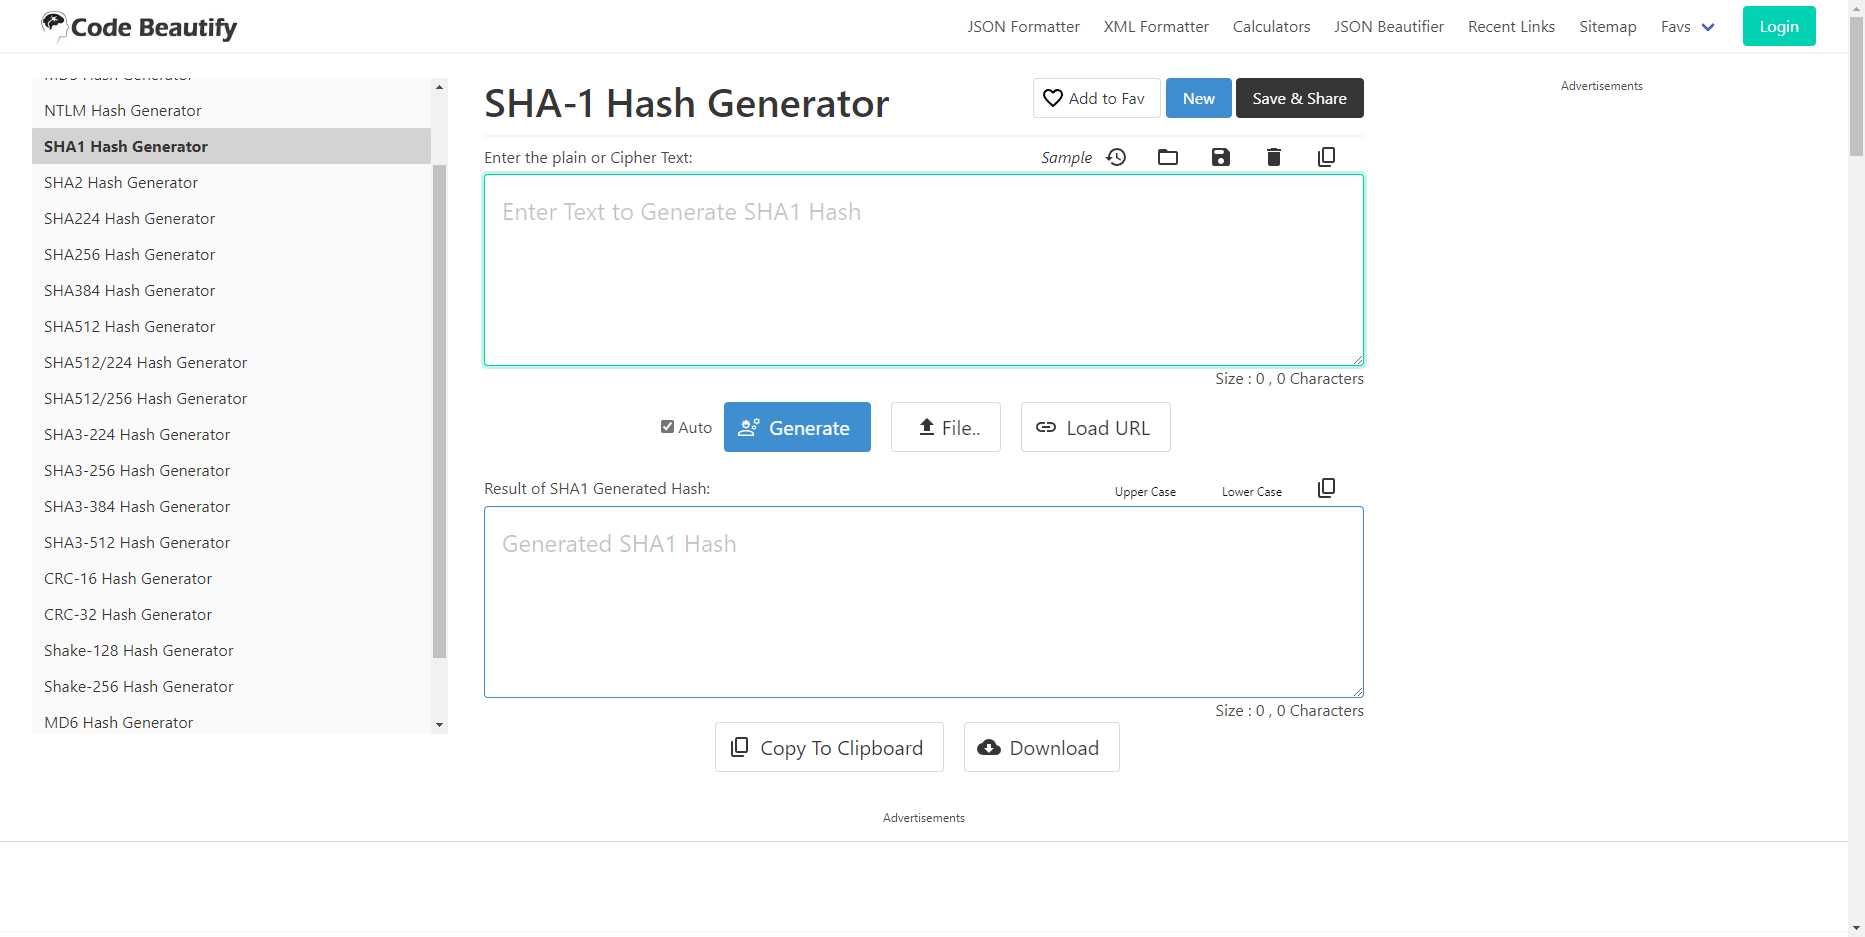 Code Beautify
JSON Formatter XML Formatter Calculators JSON Beautifier Recent Links Sitemap Favs Login
NTLM Hash Generator
SHA1 Hash Generator
SHA2 Hash Generator
SHA224 Hash Generator
SHA256 Hash Generator
SHA384 Hash Generator
SHA512 Hash Generator
SHA512/224 Hash Generator
SHA512/256 Hash Generator
SHA3-224 Hash Generator
SHA3-256 Hash Generator
SHA3-384 Hash Generator
SHA3-512 Hash Generator
CRC-16 Hash Generator
CRC-32 Hash Generator
Shake-128 Hash Generator
Shake-256 Hash Generator
MD6 Hash Generator
SHA-1 Hash Generator
Add to Fav New Save & Share
Enter the plain or Cipher Text: Sample
Enter Text to Generate SHA1 Hash
Size : 0 , 0 Characters
Auto Generate File.. Load URL
Result of SHA1 Generated Hash: Upper Case Lower Case
Generated SHA1 Hash
Size : 0 , 0 Characters
Copy To Clipboard Download
Advertisements
Advertisements